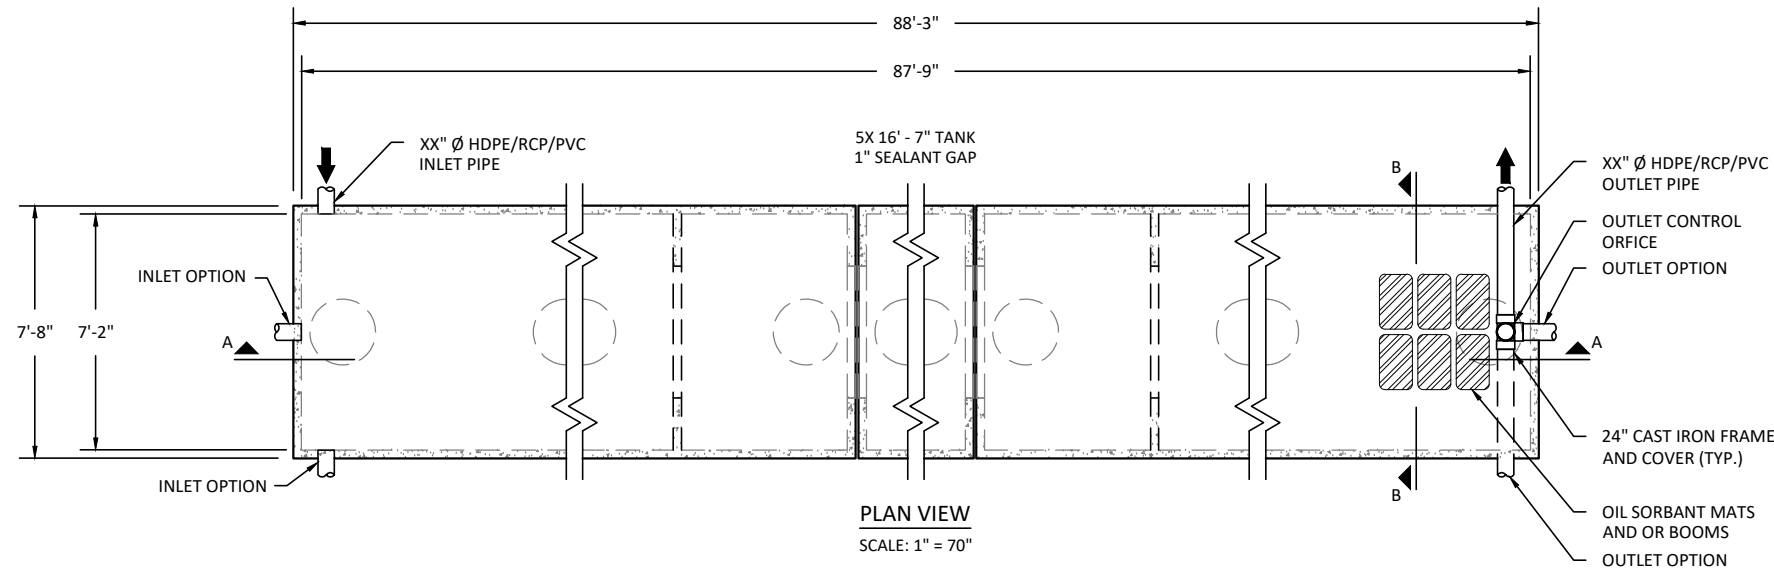 88'-3"
87'-9"
XX" Ø HDPE/RCP/PVC
INLET PIPE
5X 16' - 7" TANK
1" SEALANT GAP
B
XX" Ø HDPE/RCP/PVC
OUTLET PIPE
OUTLET CONTROL
ORFICE
OUTLET OPTION
INLET OPTION
7'-8"
7'-2"
A
A
24" CAST IRON FRAME
AND COVER (TYP.)
INLET OPTION
B
OIL SORBANT MATS
AND OR BOOMS
OUTLET OPTION
PLAN VIEW
SCALE: 1" = 70"